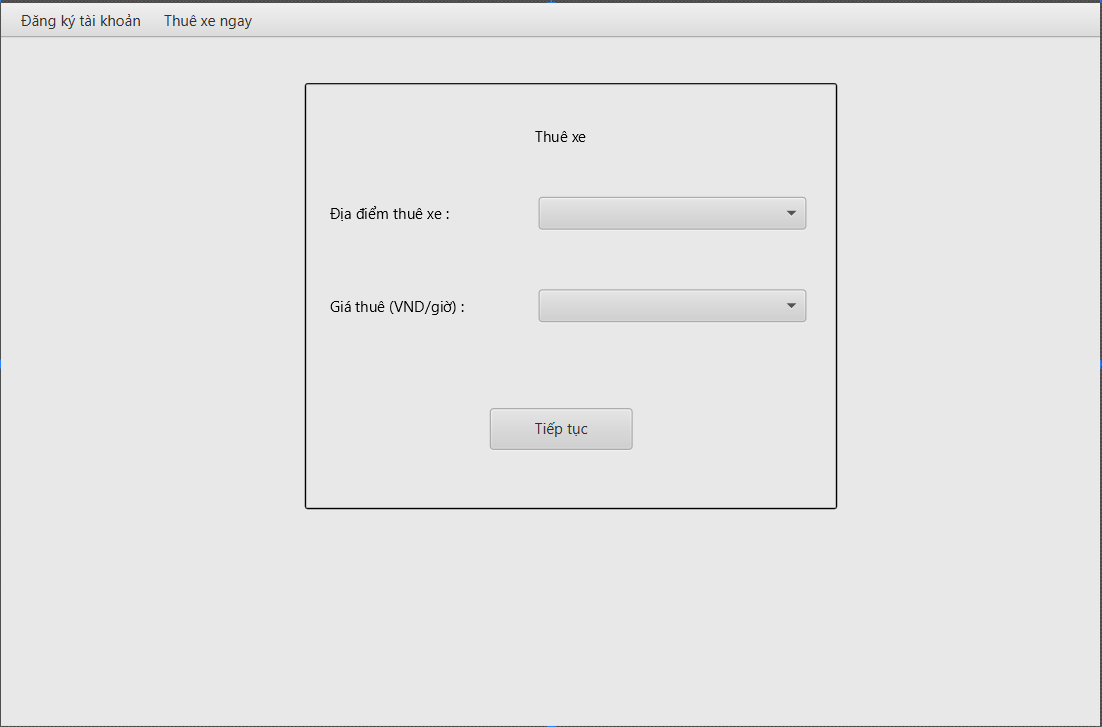 Đăng ký tài khoản Thuê xe ngay
Thuê xe
Địa điểm thuê xe :
Giá thuê (VND/giờ) :
Tiếp tục